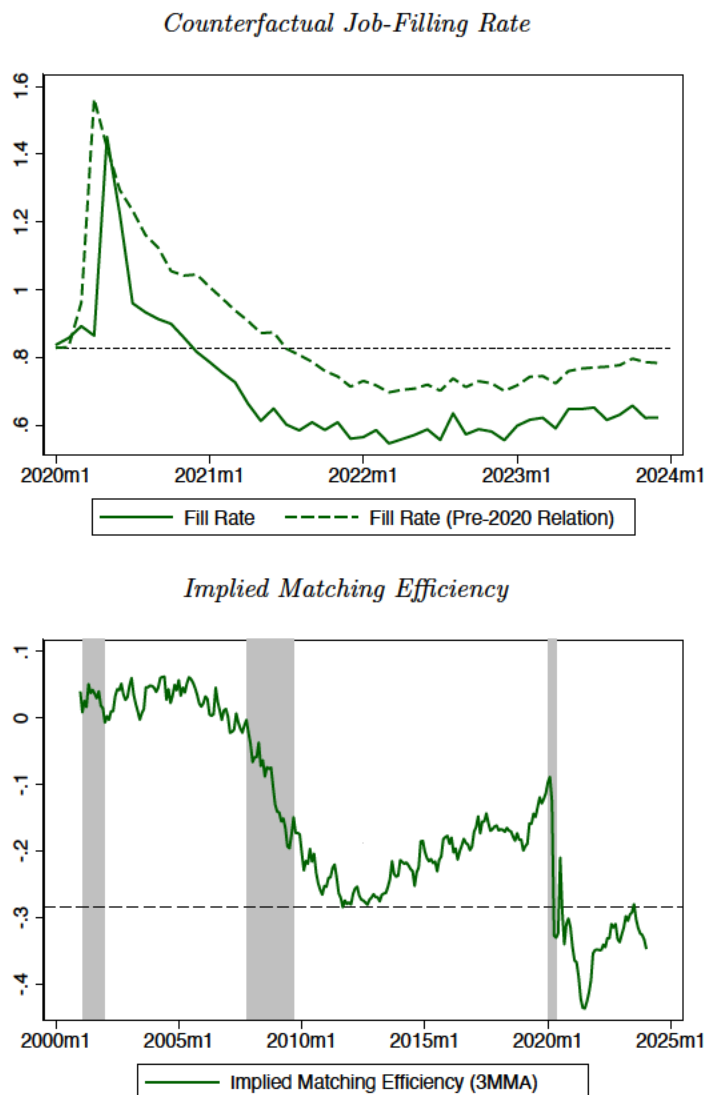 Counterfactual Job-Filling Rate
1.6
1.4
1.2
1
.8
.6
2020m1 2021m1 2022m1 2023m1 2024m1
Fill Rate Fill Rate (Pre-2020 Relation)
Implied Matching Efficiency
.1
0
-.1
-.2
-.3
-.4
2000m1 2005m1 2010m1 2015m1 2020m1 2025m1
Implied Matching Efficiency (3MMA)